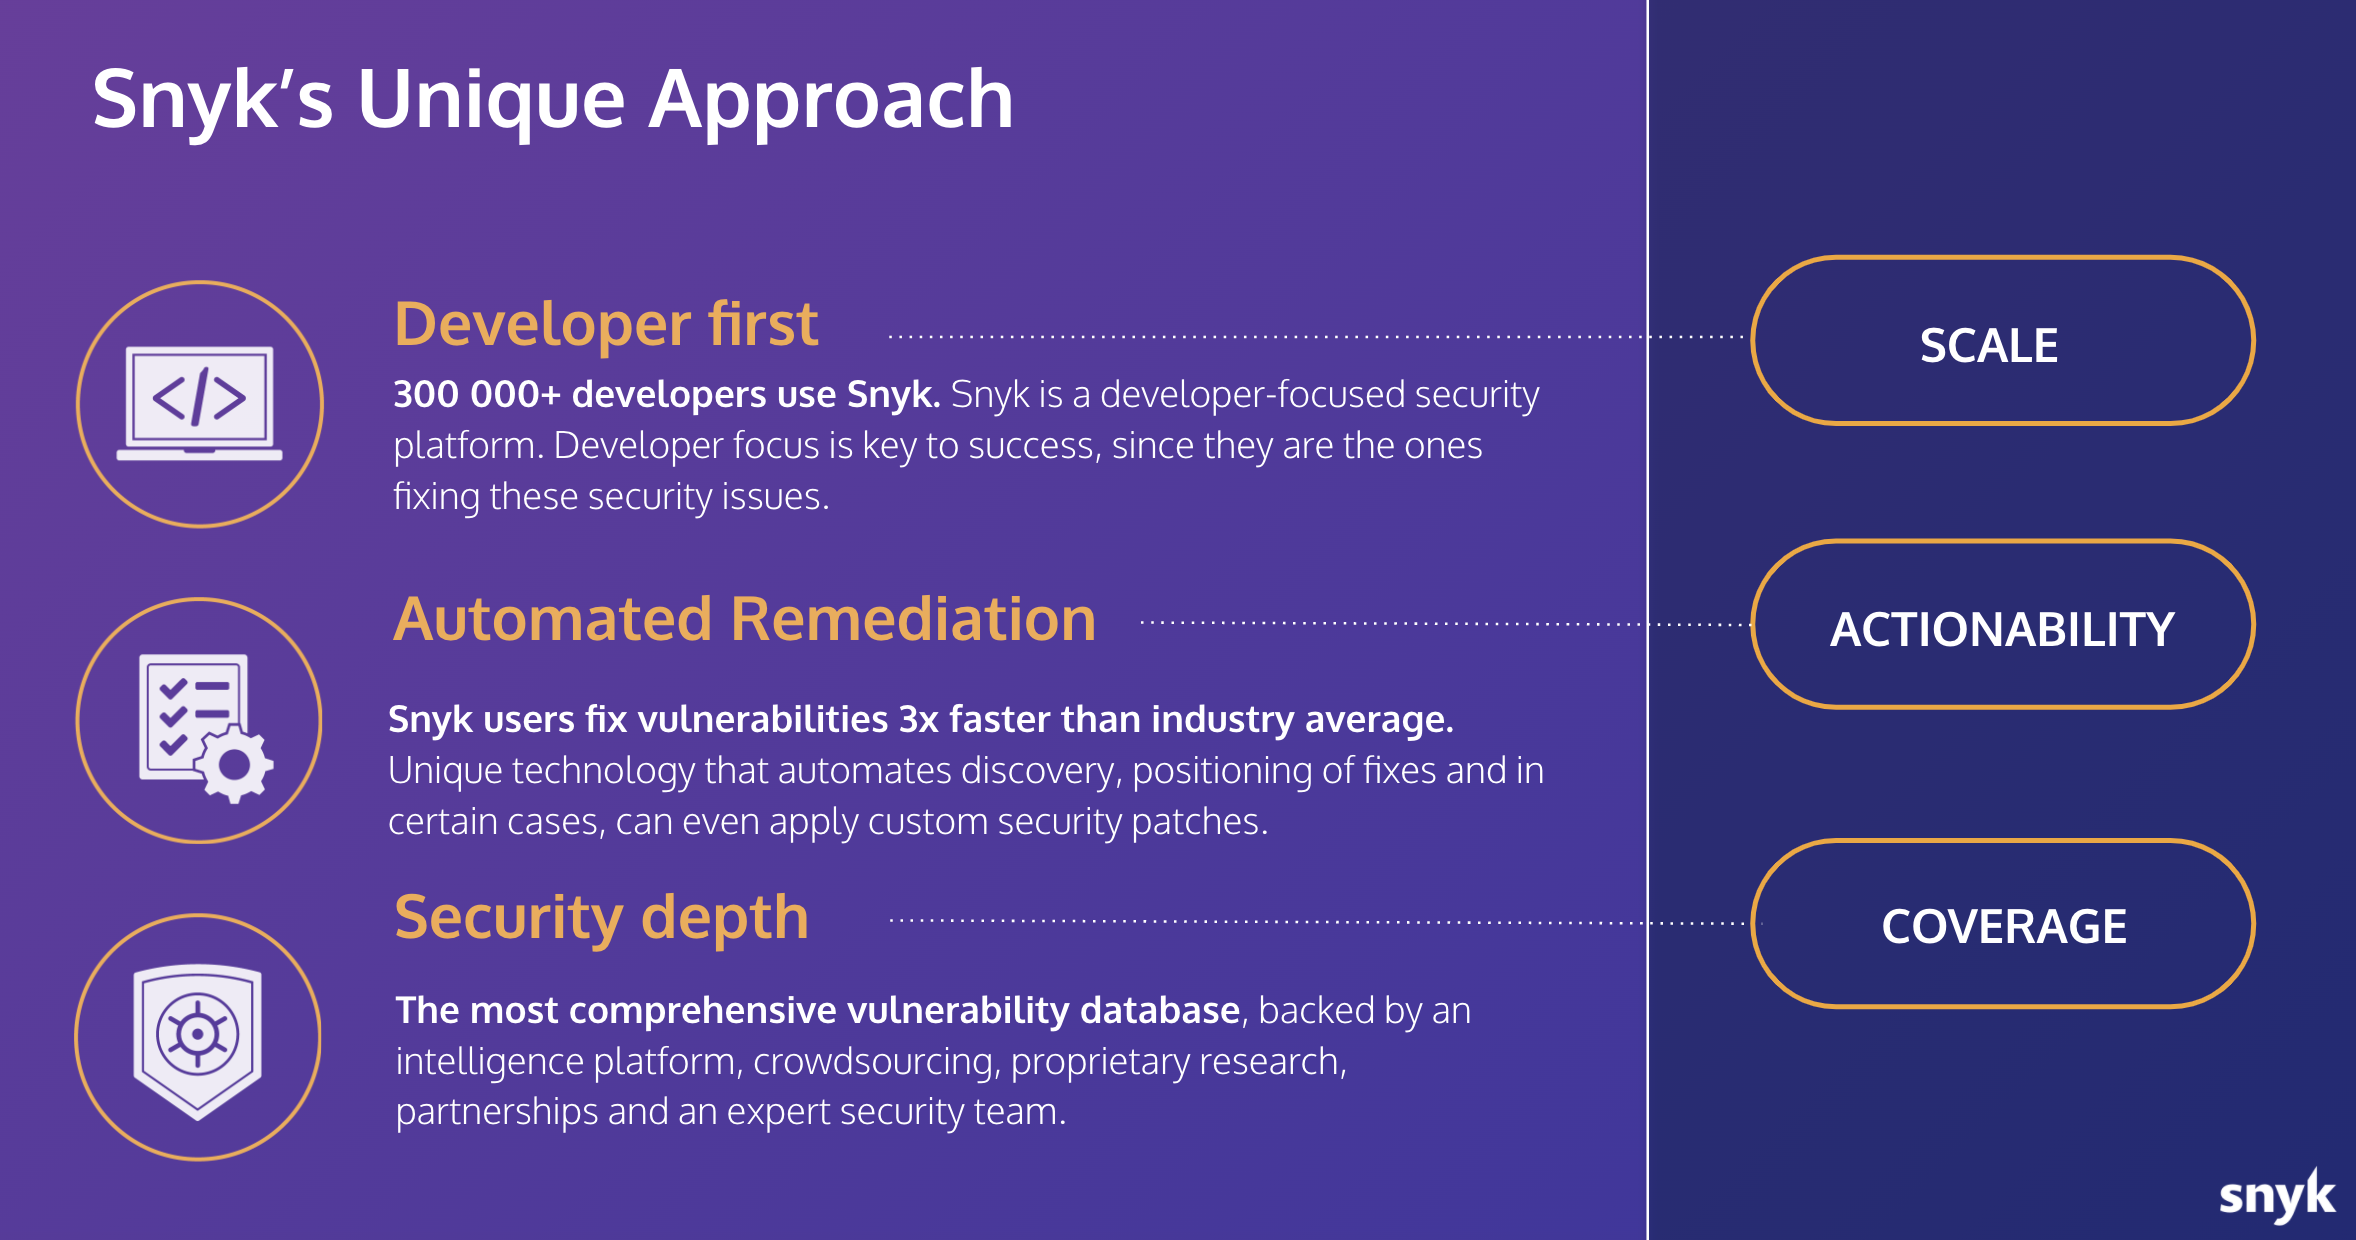 Snyk’s Unique Approach
Developer first
SCALE
300 000+ developers use Snyk. Snyk is a developer-focused security
platform. Developer focus is key to success, since they are the ones
fixing these security issues.
Automated Remediation
ACTIONABILITY
Snyk users fix vulnerabilities 3x faster than industry average.
Unique technology that automates discovery, positioning of fixes and in
certain cases, can even apply custom security patches.
Security depth
COVERAGE
The most comprehensive vulnerability database, backed by an
intelligence platform, crowdsourcing, proprietary research,
partnerships and an expert security team.
snyk